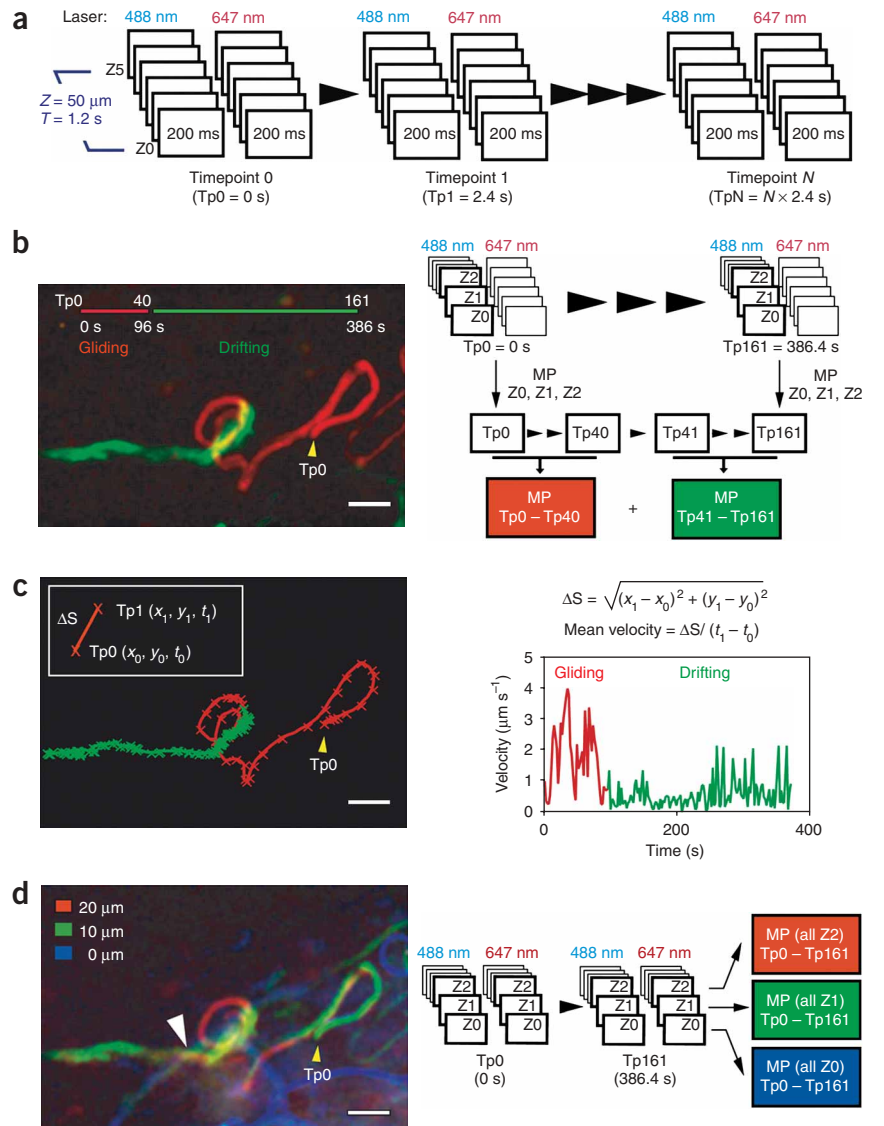 a
Laser: 488 nm 647 nm 488 nm 647 nm 488 nm 647 nm
Z5
Z = 50 μm
T = 1.2 s
Z0
200 ms 200 ms 200 ms 200 ms 200 ms 200 ms
Timepoint 0 Timepoint 1 Timepoint N
(Tp0 = 0 s) (Tp1 = 2.4 s) (TpN = N × 2.4 s)
b
Tp0 40 161
0 s 96 s 386 s
Gliding Drifting
Tp0
488 nm 647 nm 488 nm 647 nm
Z2 Z2
Z1 Z1
Z0 Z0
Tp0 = 0 s Tp161 = 386.4 s
MP MP
Z0, Z1, Z2 Z0, Z1, Z2
Tp0 Tp40 Tp41 Tp161
MP + MP
Tp0 – Tp40 Tp41 – Tp161
c
ΔS
Tp1 (x₁, y₁, t₁)
Tp0 (x₀, y₀, t₀)
Tp0
ΔS = √(x₁ – x₀)² + (y₁ – y₀)²
Mean velocity = ΔS/ (t₁ – t₀)
Gliding Drifting
Velocity (μm s⁻¹)
5
4
3
2
1
0
0 200 400
Time (s)
d
20 μm
10 μm
0 μm
Tp0
488 nm 647 nm 488 nm 647 nm
Z2 Z2 Z2 Z2
Z1 Z1 Z1 Z1
Z0 Z0 Z0 Z0
Tp0 Tp161
(0 s) (386.4 s)
MP (all Z2)
Tp0 – Tp161
MP (all Z1)
Tp0 – Tp161
MP (all Z0)
Tp0 – Tp161